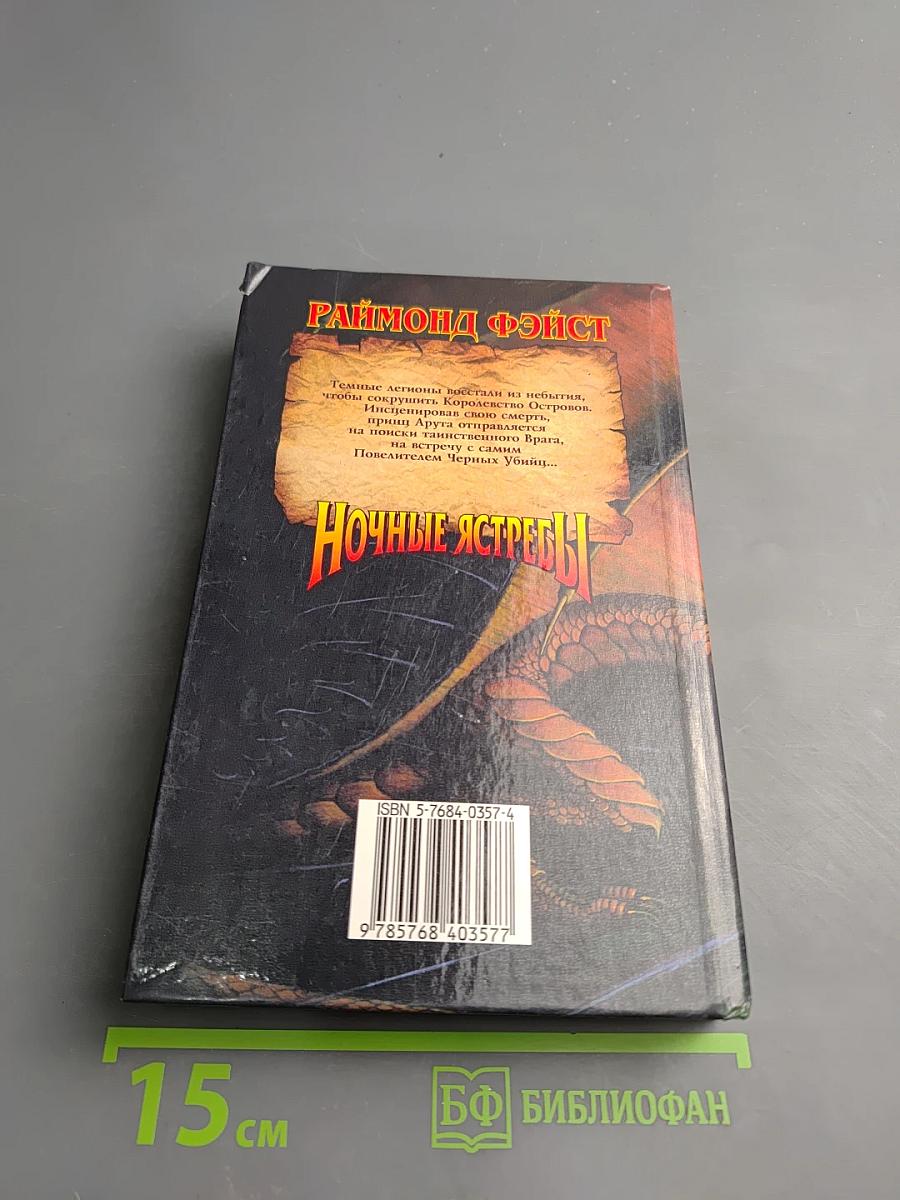 РАЙМОНД ФЭЙСТ
Темные легионы восстали из небытия,
чтобы сокрушить Королевство Островов.
Инсценировав свою смерть,
принц Арута отправляется
на поиски таинственного Врага,
на встречу с самим
Повелителем Черных Убийц...
НОЧНЫЕ ЯСТРЕБЫ
ISBN 5-7684-0357-4
9 785768 403577
15 см
БФ БИБЛИОФАН